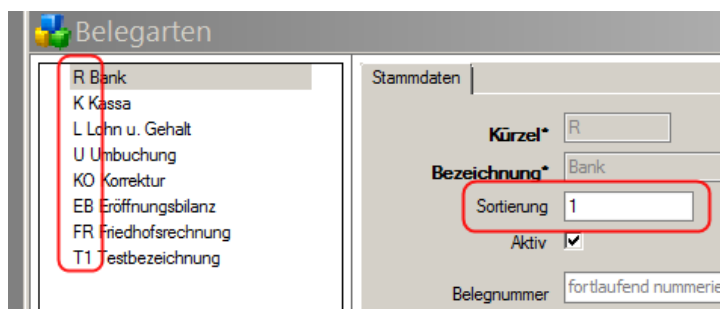 Belegarten
R Bank
K Kassa
L Lohn u. Gehalt
U Umbuchung
KO Korrektur
EB Eröffnungsbilanz
FR Friedhofsrechnung
T1 Testbezeichnung
Stammdaten
Kürzel* R
Bezeichnung* Bank
Sortierung 1
Aktiv
Belegnummer fortlaufend nummerie